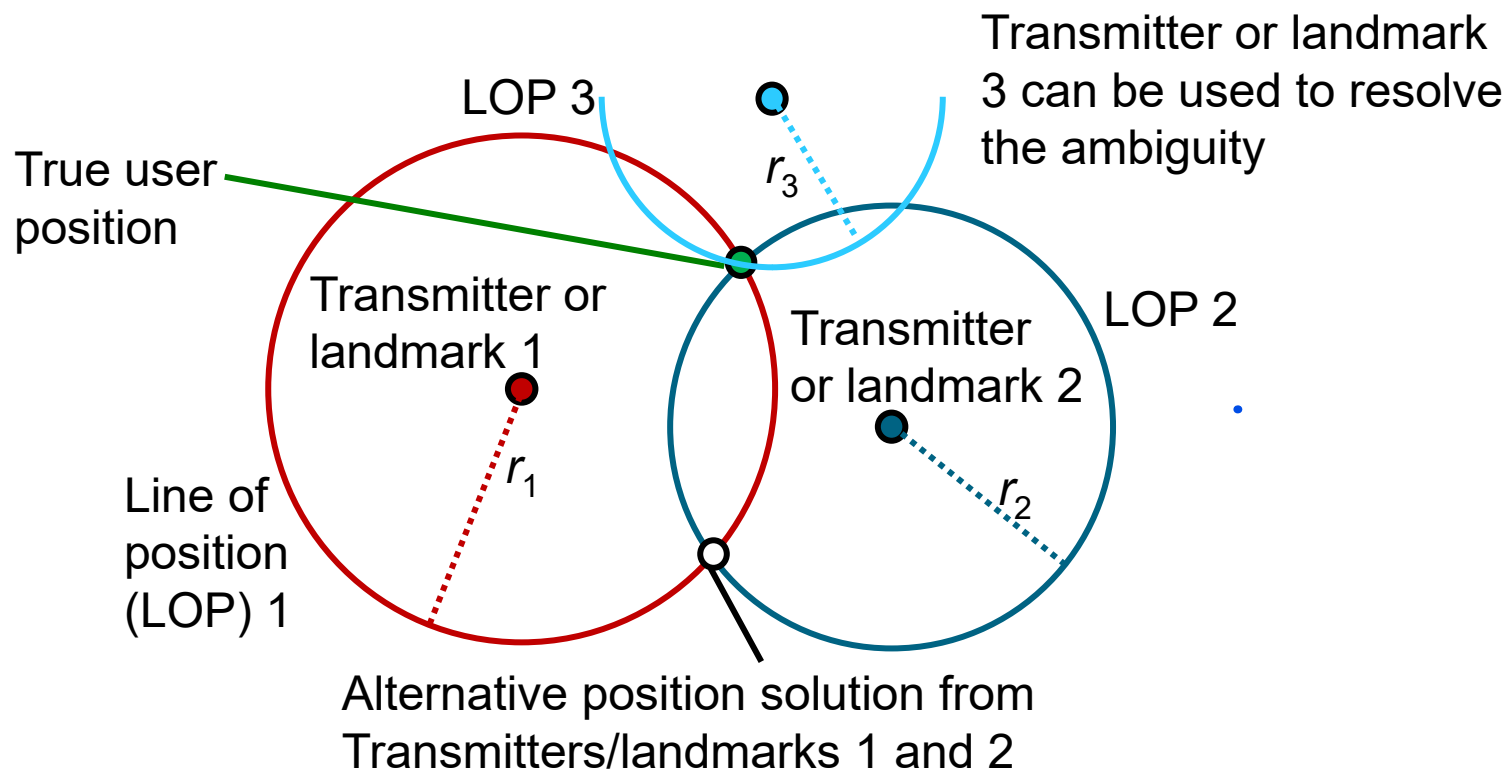 Transmitter or landmark
3 can be used to resolve
the ambiguity
LOP 3
r3
True user
position
Transmitter or
landmark 1
LOP 2
Transmitter
or landmark 2
r1
r2
Line of
position
(LOP) 1
Alternative position solution from
Transmitters/landmarks 1 and 2